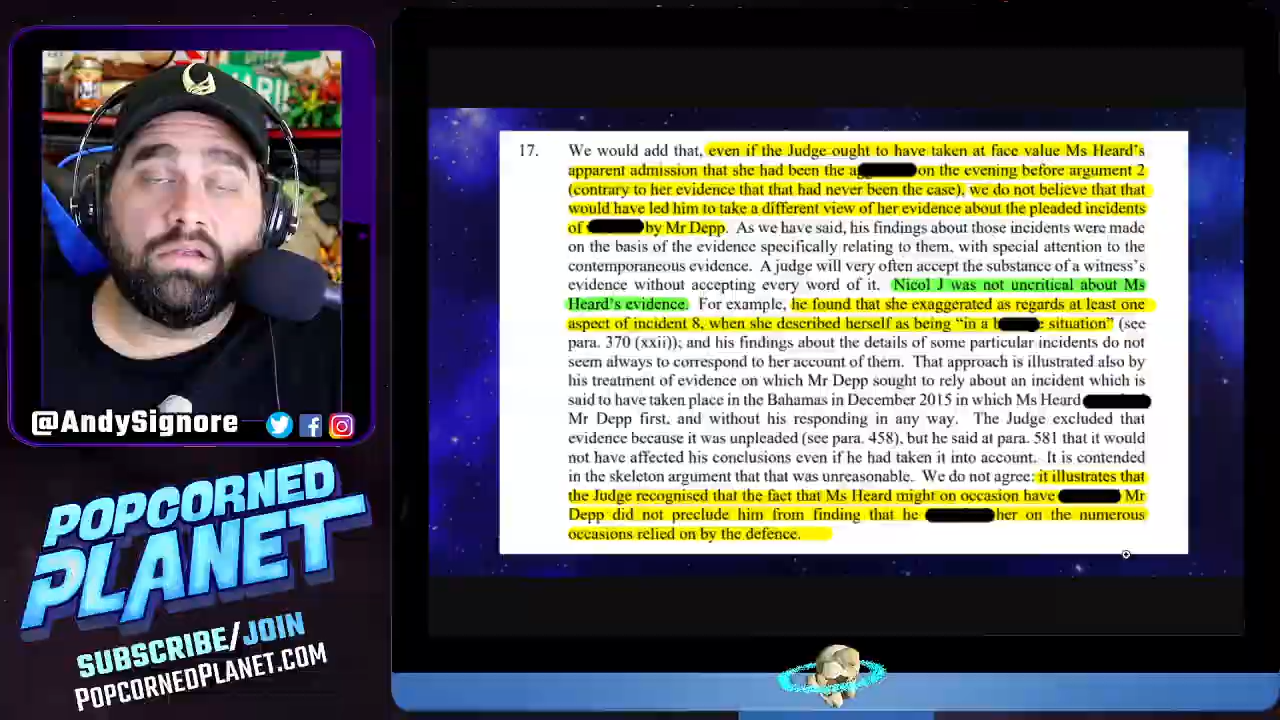 17. We would add that, even if the Judge ought to have taken at face value Ms Heard's
apparent admission that she had been the on the evening before argument 2
(contrary to her evidence that that had never been the case), we do not believe that that
would have led him to take a different view of her evidence about the pleaded incidents
of by Mr Depp. As we have said, his findings about those incidents were made
on the basis of the evidence specifically relating to them, with special attention to the
contemporaneous evidence. A judge will very often accept the substance of a witness's
evidence without accepting every word of it. Nicol J was not uncritical about Ms
Heard's evidence. For example, he found that she exaggerated as regards at least one
aspect of incident 8, when she described herself as being "in a situation" (see
para. 370 (xxii)); and his findings about the details of some particular incidents do not
seem always to correspond to her account of them. That approach is illustrated also by
his treatment of evidence on which Mr Depp sought to rely about an incident which is
said to have taken place in the Bahamas in December 2015 in which Ms Heard
Mr Depp first, and without his responding in any way. The Judge excluded that
evidence because it was unpleaded (see para. 458), but he said at para. 581 that it would
not have affected his conclusions even if he had taken it into account. It is contended
in the skeleton argument that that was unreasonable. We do not agree: it illustrates that
the Judge recognised that the fact that Ms Heard might on occasion have Mr
Depp did not preclude him from finding that he her on the numerous
occasions relied on by the defence.
@AndySignore
POPCORNED
PLANET
SUBSCRIBE/JOIN
POPCORNEDPLANET.COM